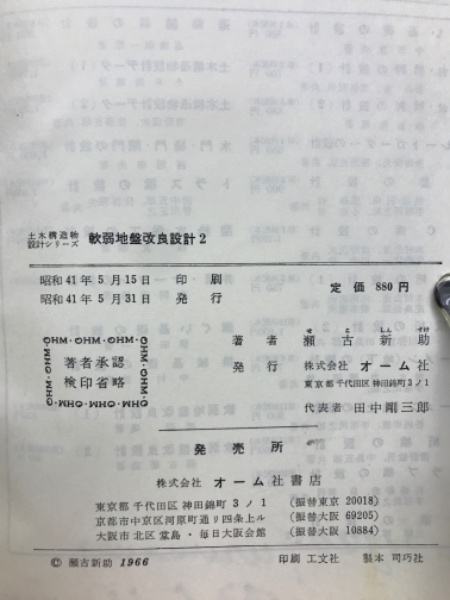 土木構造物
設計シリーズ 軟弱地盤改良設計2
昭和41年5月15日 印刷
昭和41年5月31日 発行
定価 880円
OHM・OHM・OHM
著者承認
検印省略
OHM・OHM・OHM
せこ しん すけ
著者 瀬古新助
発行 株式会社 オーム社
東京都千代田区神田錦町3ノ1
代表者 田中剛三郎
発売所
株式会社 オーム社書店
東京都千代田区神田錦町3ノ1 (振替東京 20018)
京都市中京区河原町通り四条上ル (振替大阪 69205)
大阪市北区堂島・毎日大阪会館 (振替大阪 10884)
© 瀬古新助 1966 印刷 工文社 製本 司巧社